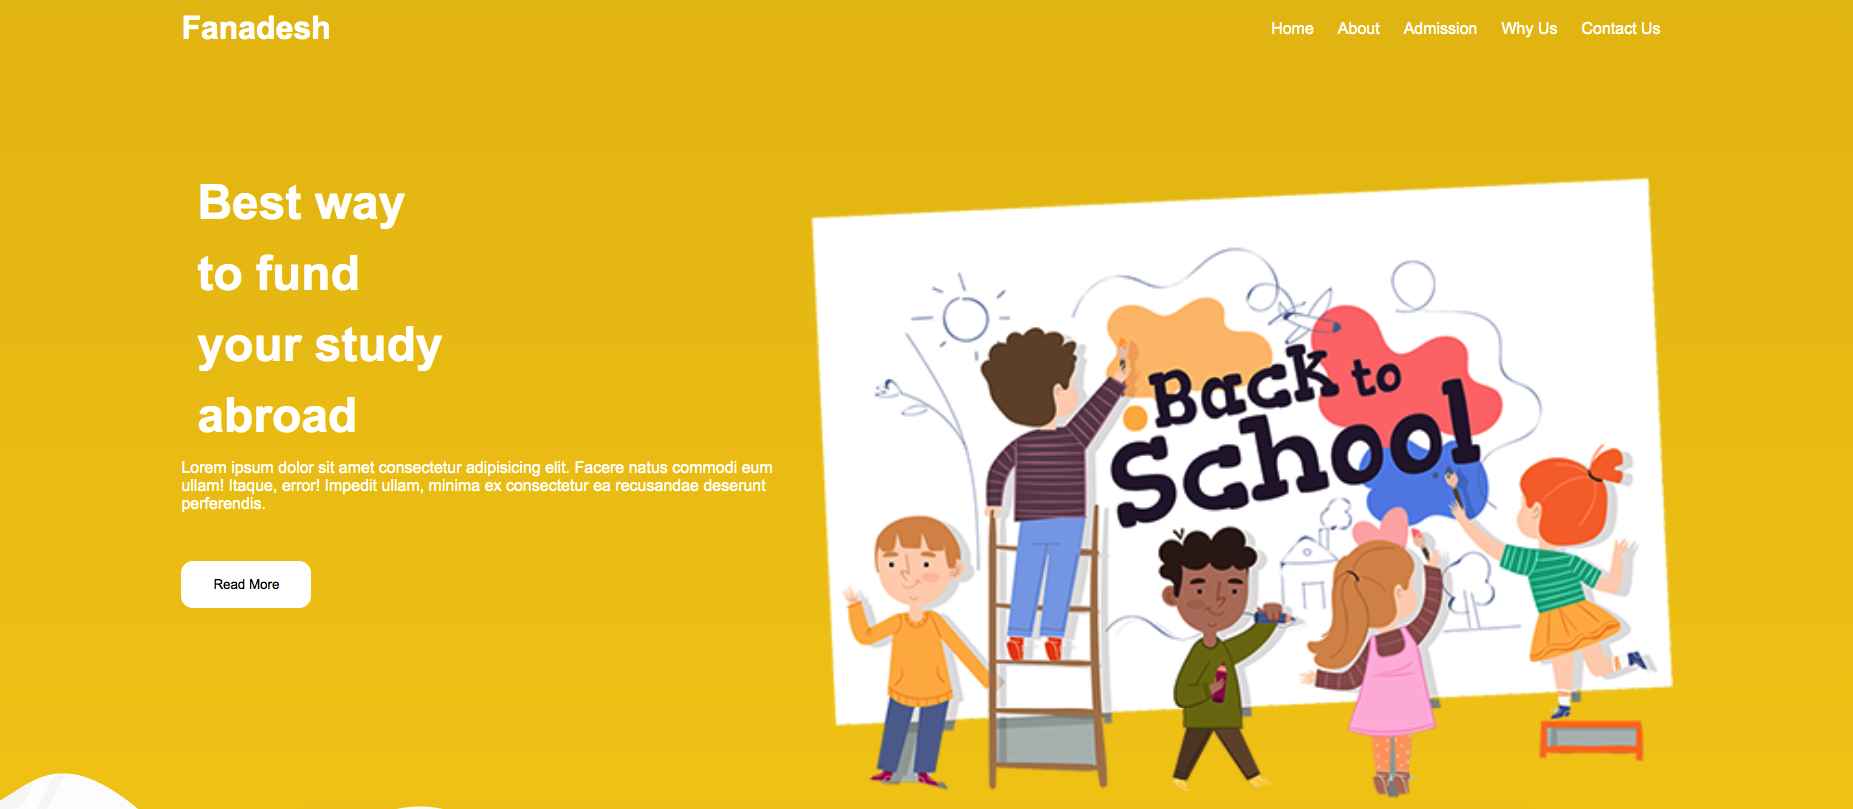 Fanadesh
Home About Admission Why Us Contact Us
Best way
to fund
your study
abroad
Lorem ipsum dolor sit amet consectetur adipisicing elit. Facere natus commodi eum
ullam! Itaque, error! Impedit ullam, minima ex consectetur ea recusandae deserunt
perferendis.
Read More
Back to
School